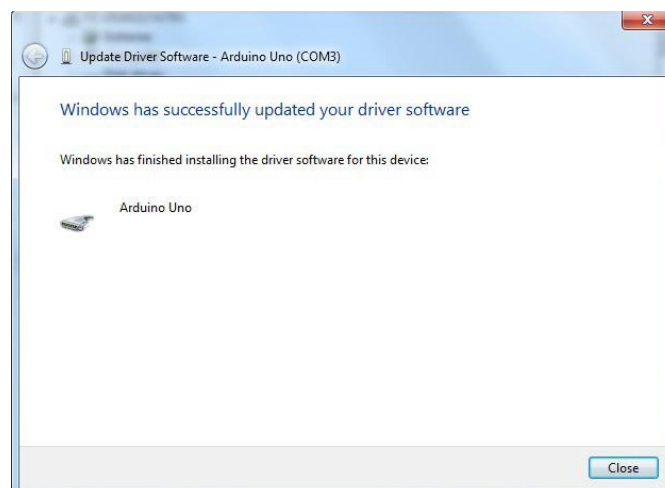 Update Driver Software - Arduino Uno (COM3)
Windows has successfully updated your driver software
Windows has finished installing the driver software for this device:
Arduino Uno
Close